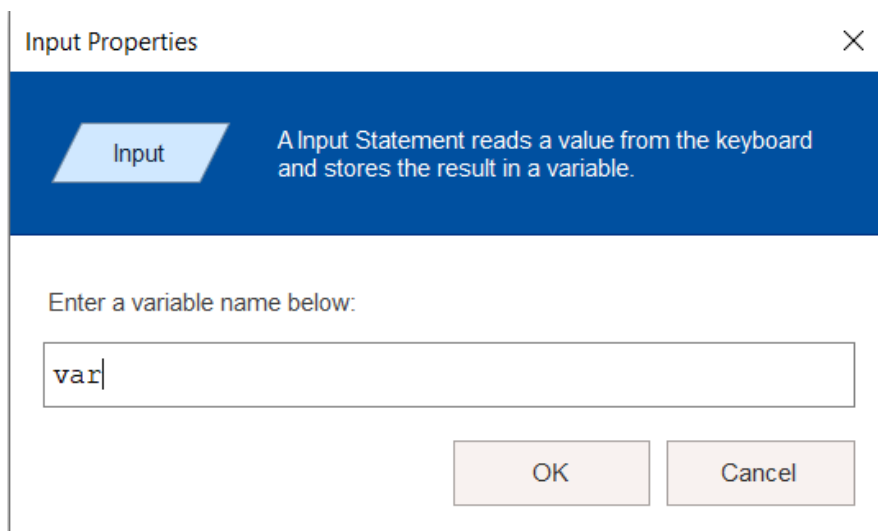 Input Properties
Input
A Input Statement reads a value from the keyboard
and stores the result in a variable.
Enter a variable name below:
var
OK
Cancel